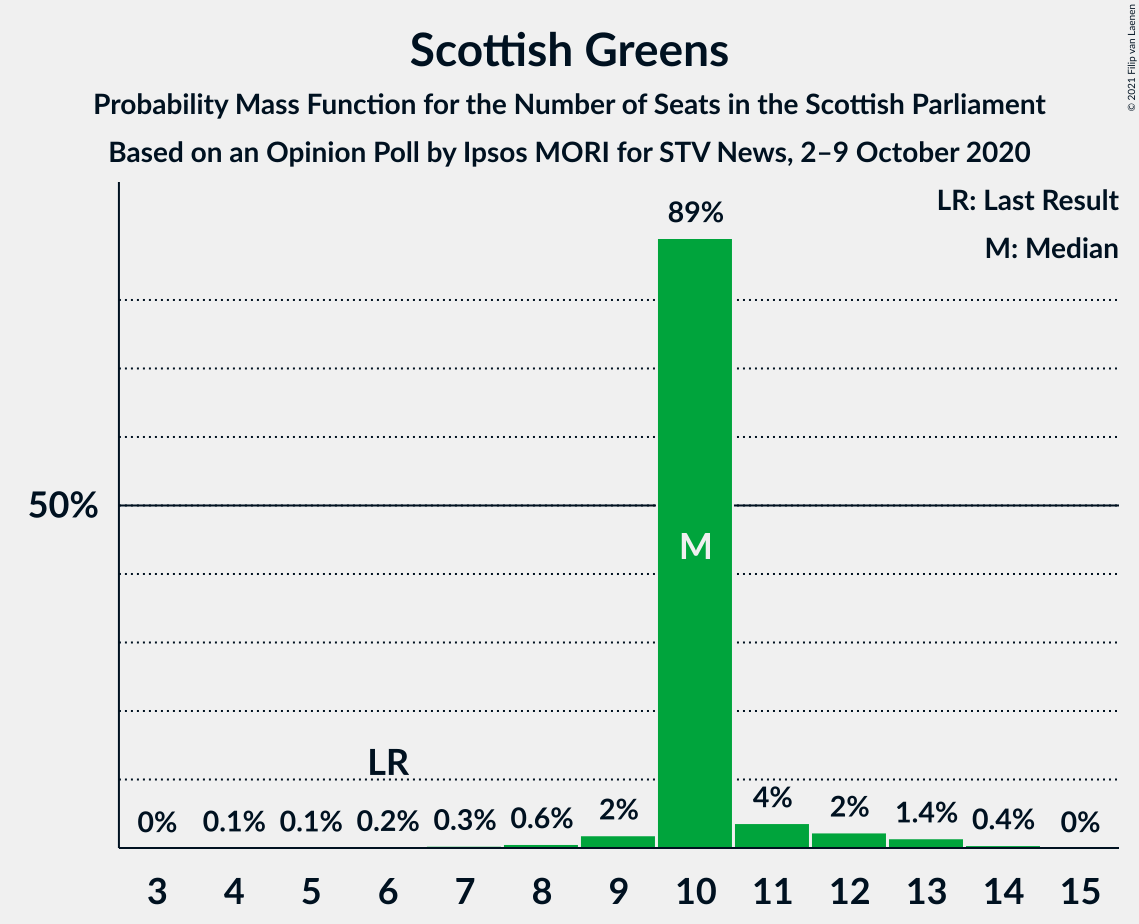 Scottish Greens
Probability Mass Function for the Number of Seats in the Scottish Parliament
Based on an Opinion Poll by Ipsos MORI for STV News, 2–9 October 2020
© 2021 Filip van Laenen
LR: Last Result
M: Median
89%
50%
M
LR
0% 0.1% 0.1% 0.2% 0.3% 0.6% 2% 4% 2% 1.4% 0.4% 0%
3 4 5 6 7 8 9 10 11 12 13 14 15